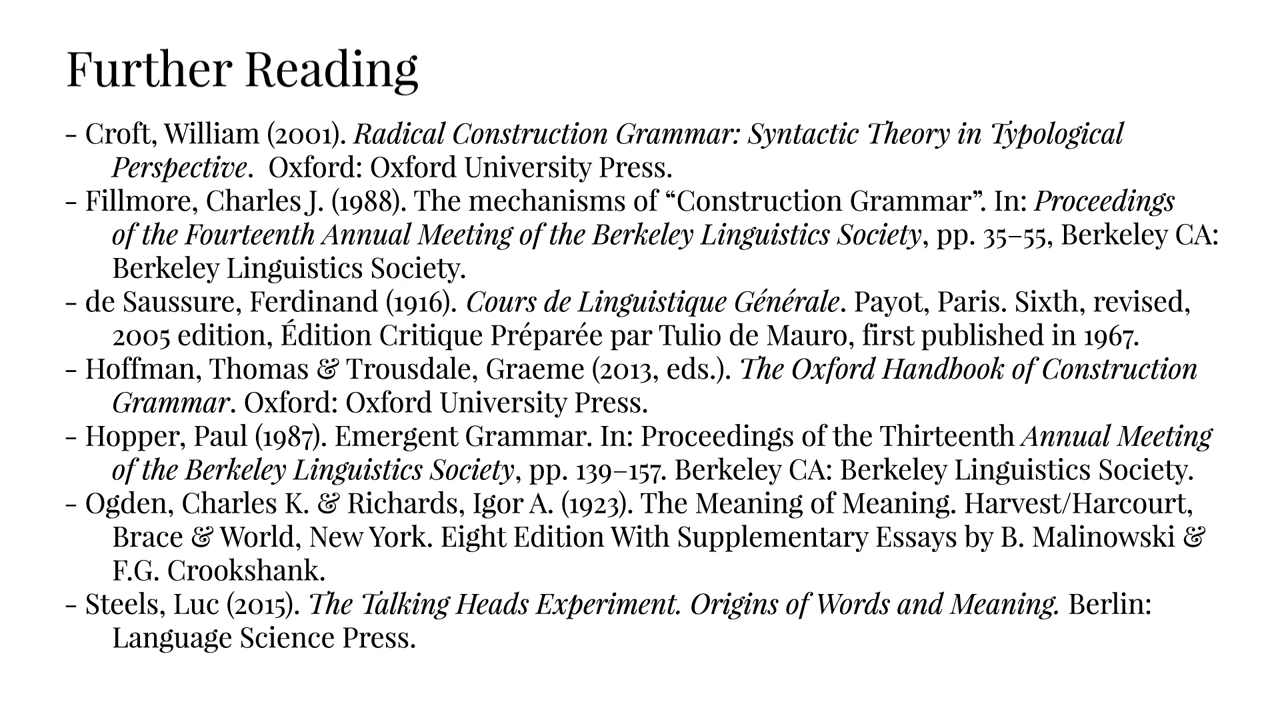 Further Reading
– Croft, William (2001). Radical Construction Grammar: Syntactic Theory in Typological
Perspective.  Oxford: Oxford University Press.
– Fillmore, Charles J. (1988). The mechanisms of “Construction Grammar”. In: Proceedings
of the Fourteenth Annual Meeting of the Berkeley Linguistics Society, pp. 35–55, Berkeley CA:
Berkeley Linguistics Society.
– de Saussure, Ferdinand (1916). Cours de Linguistique Générale. Payot, Paris. Sixth, revised,
2005 edition, Édition Critique Préparée par Tulio de Mauro, first published in 1967.
– Hoffman, Thomas & Trousdale, Graeme (2013, eds.). The Oxford Handbook of Construction
Grammar. Oxford: Oxford University Press.
– Hopper, Paul (1987). Emergent Grammar. In: Proceedings of the Thirteenth Annual Meeting
of the Berkeley Linguistics Society, pp. 139–157. Berkeley CA: Berkeley Linguistics Society.
– Ogden, Charles K. & Richards, Igor A. (1923). The Meaning of Meaning. Harvest/Harcourt,
Brace & World, New York. Eight Edition With Supplementary Essays by B. Malinowski &
F.G. Crookshank.
– Steels, Luc (2015). The Talking Heads Experiment. Origins of Words and Meaning. Berlin:
Language Science Press.